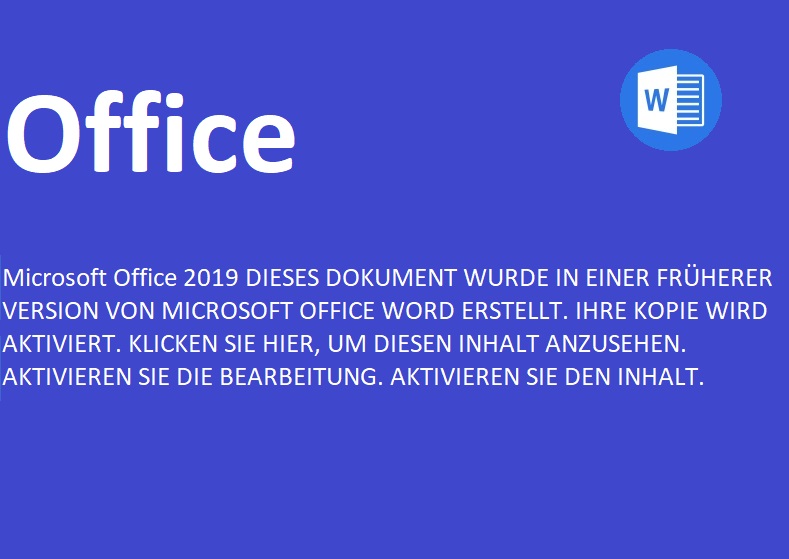 Office
W
Microsoft Office 2019 DIESES DOKUMENT WURDE IN EINER FRÜHERER
VERSION VON MICROSOFT OFFICE WORD ERSTELLT. IHRE KOPIE WIRD
AKTIVIERT. KLICKEN SIE HIER, UM DIESEN INHALT ANZUSEHEN.
AKTIVIEREN SIE DIE BEARBEITUNG. AKTIVIEREN SIE DEN INHALT.